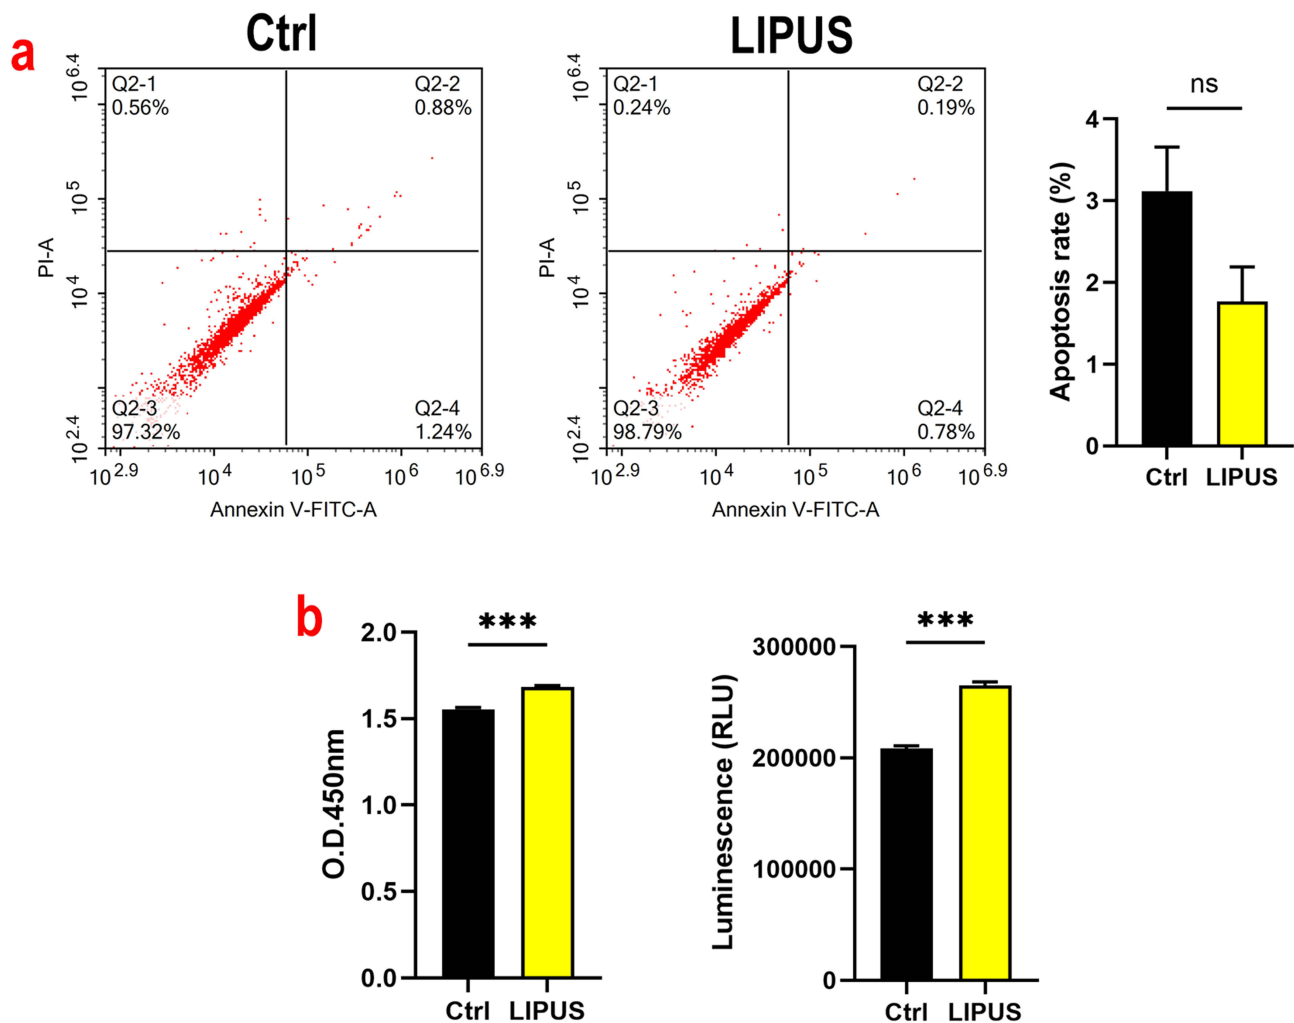 a
Ctrl
LIPUS
Q2-1
0.56%
Q2-2
0.88%
Q2-3
97.32%
Q2-4
1.24%
10^6.4
10^5
10^4
10^2.4
PI-A
10^2.9
10^4
10^5
10^6
10^6.9
Annexin V-FITC-A
Q2-1
0.24%
Q2-2
0.19%
Q2-3
98.79%
Q2-4
0.78%
10^6.4
10^5
10^4
10^2.4
PI-A
10^2.9
10^4
10^5
10^6
10^6.9
Annexin V-FITC-A
ns
4
3
2
1
0
Apoptosis rate (%)
Ctrl LIPUS
b
***
2.0
1.5
1.0
0.5
0.0
O.D.450nm
Ctrl LIPUS
***
300000
200000
100000
0
Luminescence (RLU)
Ctrl LIPUS